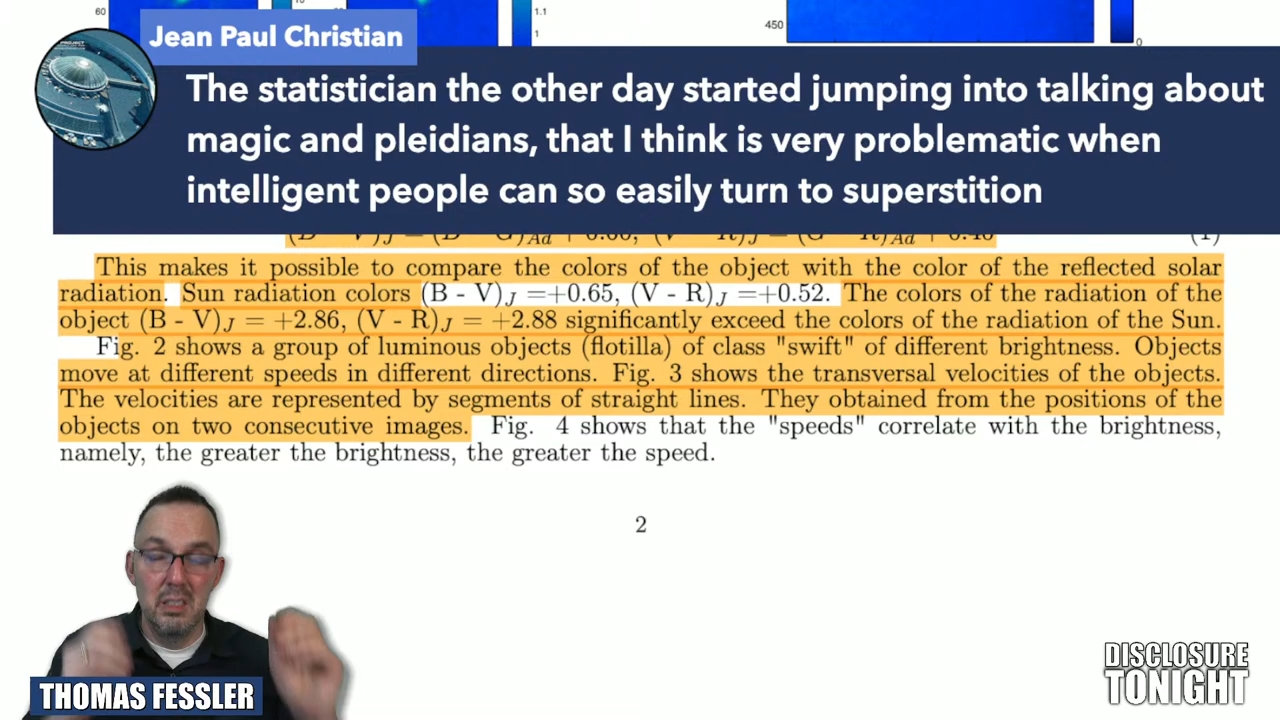 60
10
1.1
1
450
0
Jean Paul Christian
The statistician the other day started jumping into talking about
magic and pleidians, that I think is very problematic when
intelligent people can so easily turn to superstition
(1)
This makes it possible to compare the colors of the object with the color of the reflected solar
radiation. Sun radiation colors (B - V)J =+0.65, (V - R)J =+0.52. The colors of the radiation of the
object (B - V)J = +2.86, (V - R)J = +2.88 significantly exceed the colors of the radiation of the Sun.
Fig. 2 shows a group of luminous objects (flotilla) of class "swift" of different brightness. Objects
move at different speeds in different directions. Fig. 3 shows the transversal velocities of the objects.
The velocities are represented by segments of straight lines. They obtained from the positions of the
objects on two consecutive images. Fig. 4 shows that the "speeds" correlate with the brightness,
namely, the greater the brightness, the greater the speed.
2
THOMAS FESSLER
DISCLOSURE
TONIGHT